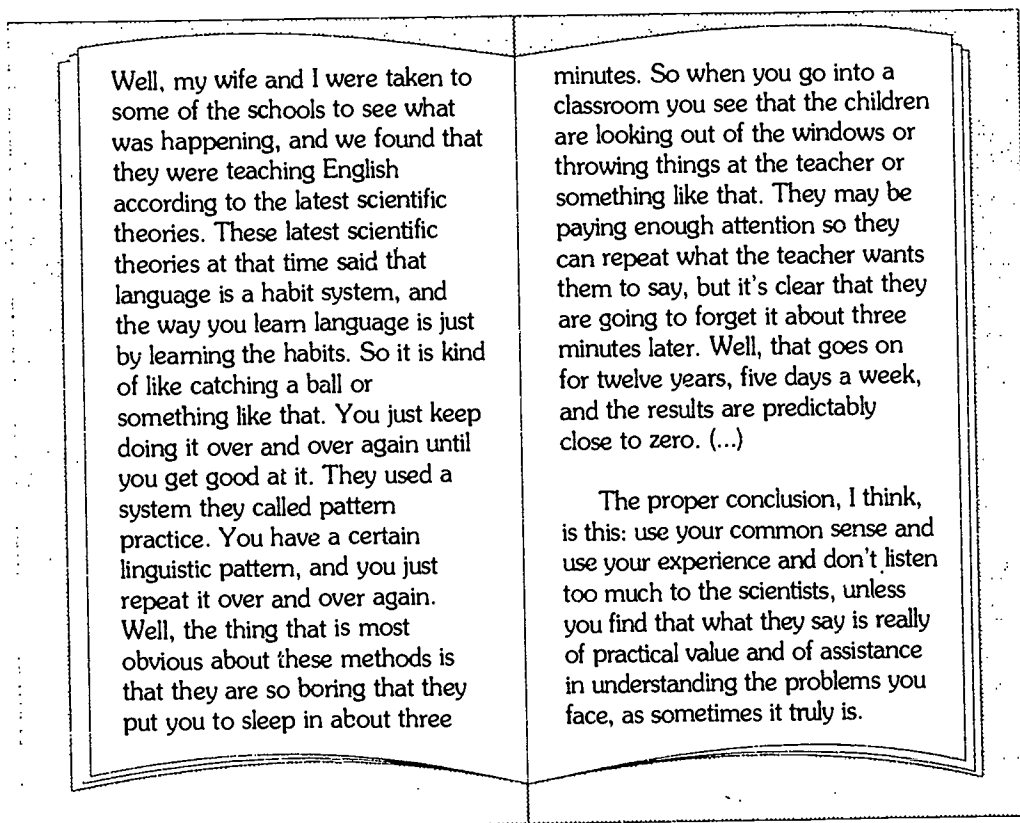 Well, my wife and I were taken to
some of the schools to see what
was happening, and we found that
they were teaching English
according to the latest scientific
theories. These latest scientific
theories at that time said that
language is a habit system, and
the way you learn language is just
by learning the habits. So it is kind
of like catching a ball or
something like that. You just keep
doing it over and over again until
you get good at it. They used a
system they called pattern
practice. You have a certain
linguistic pattern, and you just
repeat it over and over again.
Well, the thing that is most
obvious about these methods is
that they are so boring that they
put you to sleep in about three
minutes. So when you go into a
classroom you see that the children
are looking out of the windows or
throwing things at the teacher or
something like that. They may be
paying enough attention so they
can repeat what the teacher wants
them to say, but it's clear that they
are going to forget it about three
minutes later. Well, that goes on
for twelve years, five days a week,
and the results are predictably
close to zero. (...)
The proper conclusion, I think,
is this: use your common sense and
use your experience and don't listen
too much to the scientists, unless
you find that what they say is really
of practical value and of assistance
in understanding the problems you
face, as sometimes it truly is.